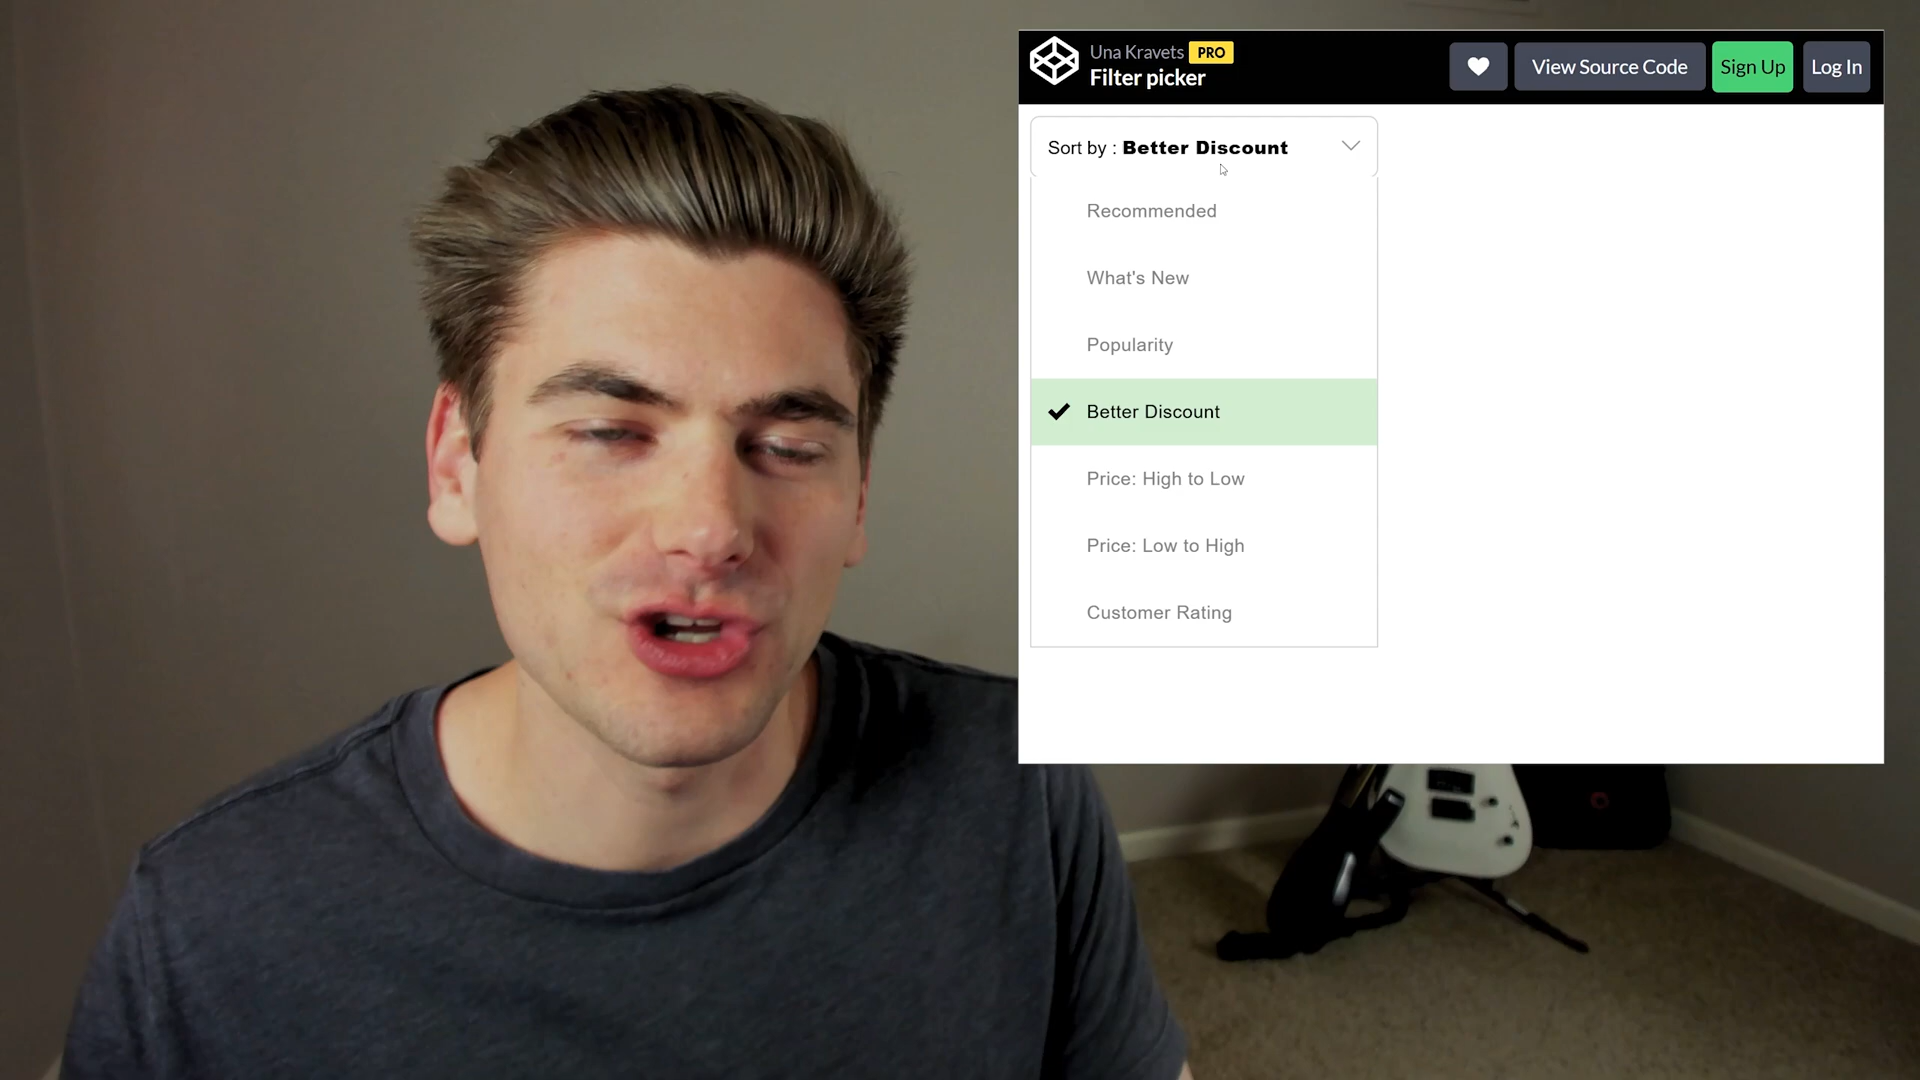 Una Kravets PRO
Filter picker
View Source Code
Sign Up
Log In
Sort by : Better Discount
Recommended
What's New
Popularity
Better Discount
Price: High to Low
Price: Low to High
Customer Rating